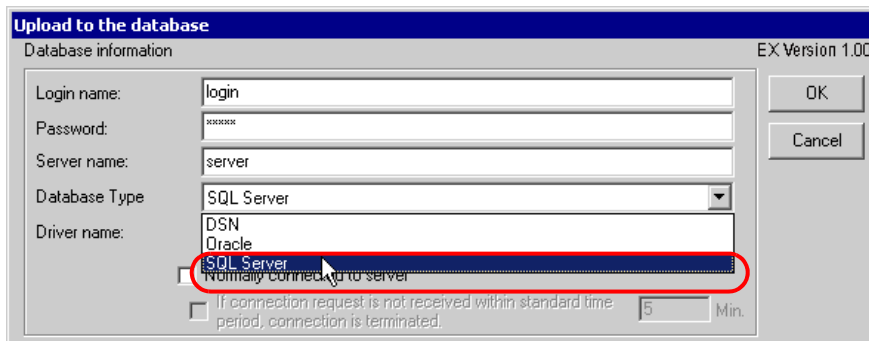 Upload to the database
Database information
EX Version 1.00
Login name:
login
OK
Password:
*****
Cancel
Server name:
server
Database Type
SQL Server
Driver name:
DSN
Oracle
SQL Server
Normally connected to server
If connection request is not received within standard time
period, connection is terminated.
5
Min.